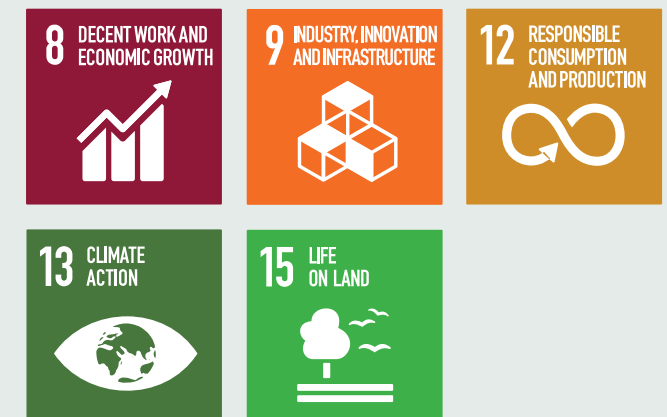 8 DECENT WORK AND
ECONOMIC GROWTH
9 INDUSTRY, INNOVATION
AND INFRASTRUCTURE
12 RESPONSIBLE
CONSUMPTION
AND PRODUCTION
13 CLIMATE
ACTION
15 LIFE
ON LAND